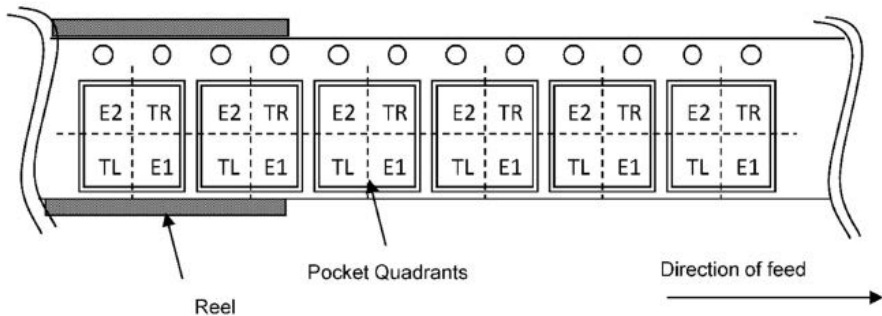 E2 TR E2 TR E2 TR E2 TR E2 TR E2 TR
TL E1 TL E1 TL E1 TL E1 TL E1 TL E1
Pocket Quadrants
Direction of feed
Reel